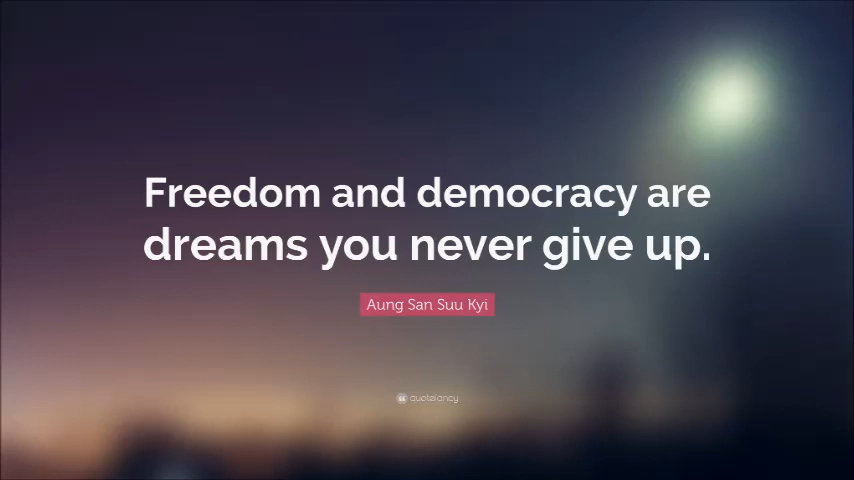 Freedom and democracy are
dreams you never give up.
Aung San Suu Kyi
quotefancy